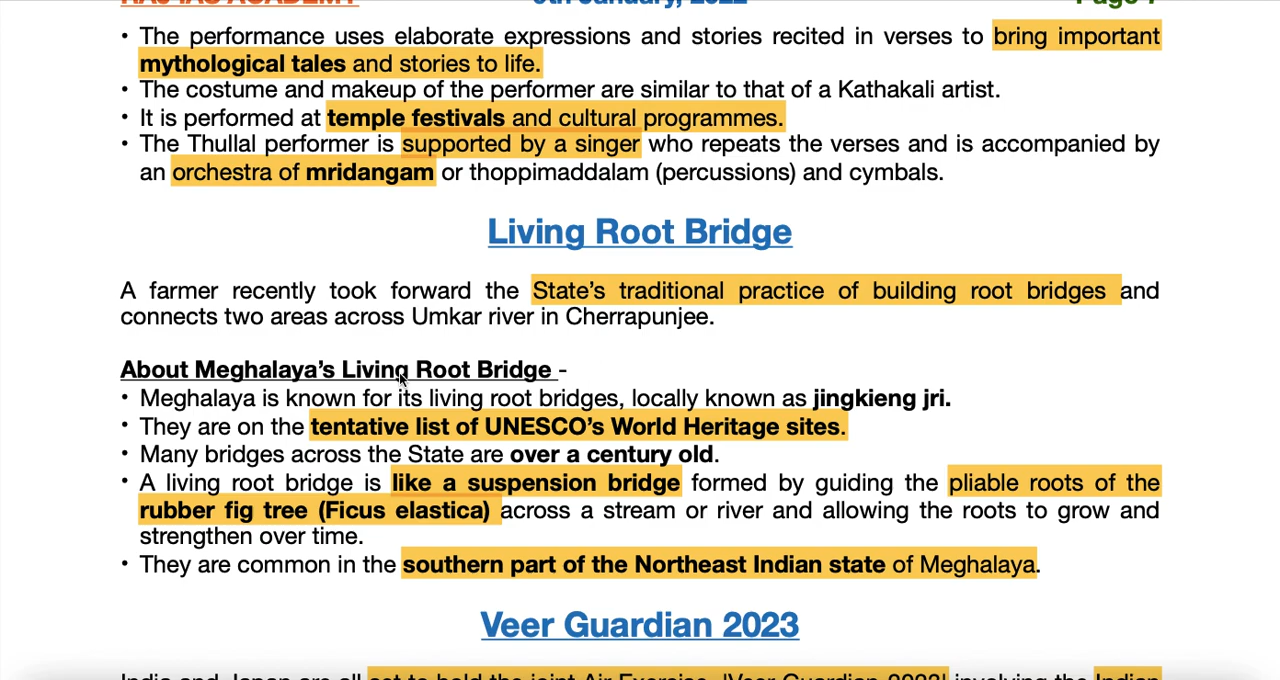 The performance uses elaborate expressions and stories recited in verses to bring important
mythological tales and stories to life.
• The costume and makeup of the performer are similar to that of a Kathakali artist.
• It is performed at temple festivals and cultural programmes.
• The Thullal performer is supported by a singer who repeats the verses and is accompanied by
an orchestra of mridangam or thoppimaddalam (percussions) and cymbals.
Living Root Bridge
A farmer recently took forward the State’s traditional practice of building root bridges and
connects two areas across Umkar river in Cherrapunjee.
About Meghalaya’s Living Root Bridge -
• Meghalaya is known for its living root bridges, locally known as jingkieng jri.
• They are on the tentative list of UNESCO’s World Heritage sites.
• Many bridges across the State are over a century old.
• A living root bridge is like a suspension bridge formed by guiding the pliable roots of the
rubber fig tree (Ficus elastica) across a stream or river and allowing the roots to grow and
strengthen over time.
• They are common in the southern part of the Northeast Indian state of Meghalaya.
Veer Guardian 2023